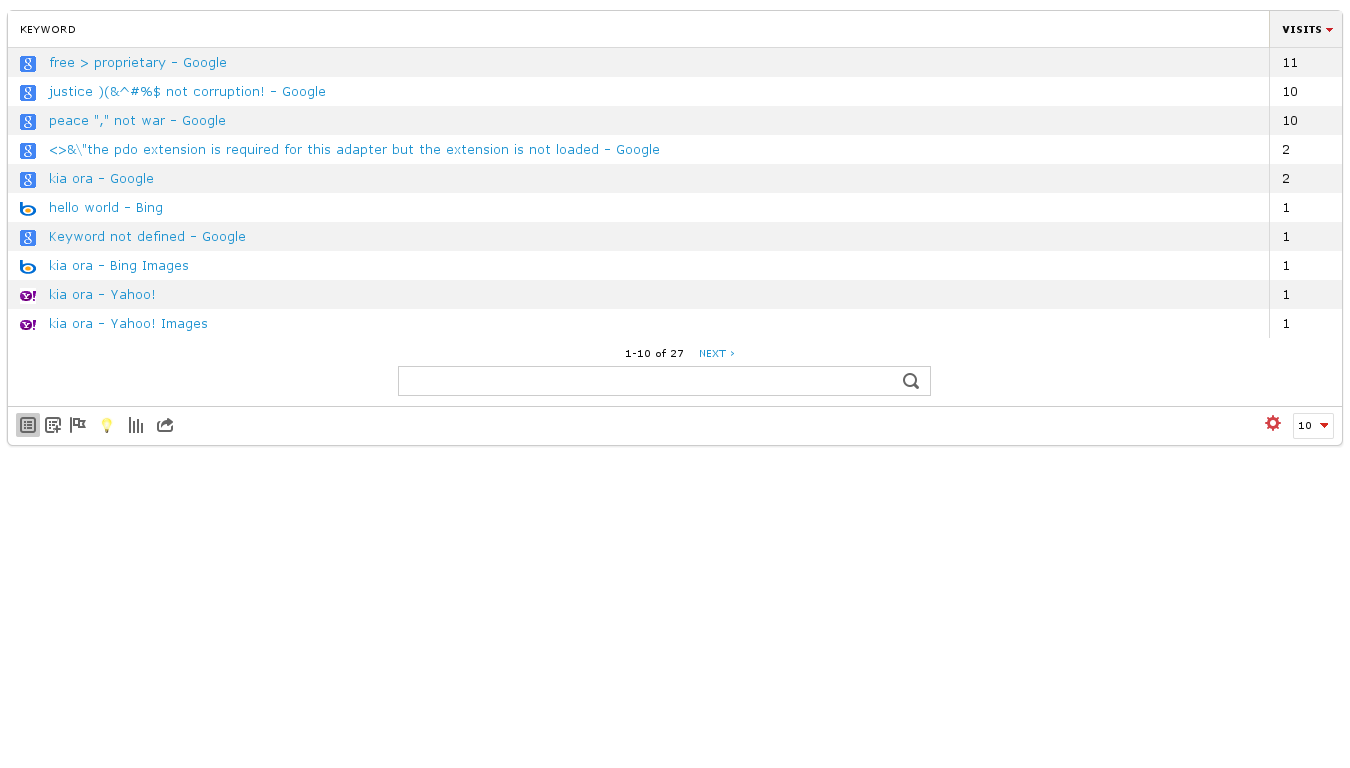 KEYWORD VISITS
free > proprietary - Google 11
justice )(&^#%$ not corruption! - Google 10
peace "," not war - Google 10
<>&\"the pdo extension is required for this adapter but the extension is not loaded - Google 2
kia ora - Google 2
hello world - Bing 1
Keyword not defined - Google 1
kia ora - Bing Images 1
kia ora - Yahoo! 1
kia ora - Yahoo! Images 1
1-10 of 27 NEXT ›
10